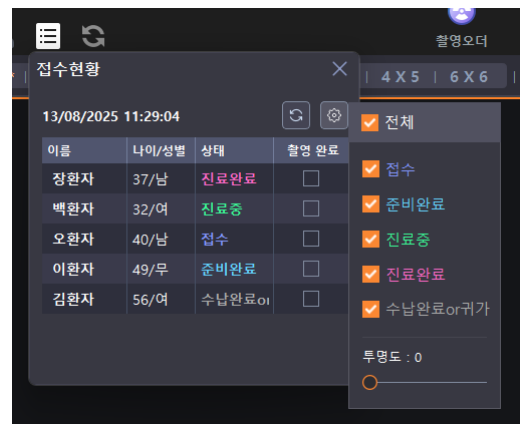 촬영오더
접수현황
| 4 X 5 | 6 X 6 |
13/08/2025 11:29:04
이름 나이/성별 상태 촬영 완료
장환자 37/남 진료완료
백환자 32/여 진료중
오환자 40/남 접수
이환자 49/무 준비완료
김환자 56/여 수납완료or
전체
접수
준비완료
진료중
진료완료
수납완료or귀가
투명도 : 0